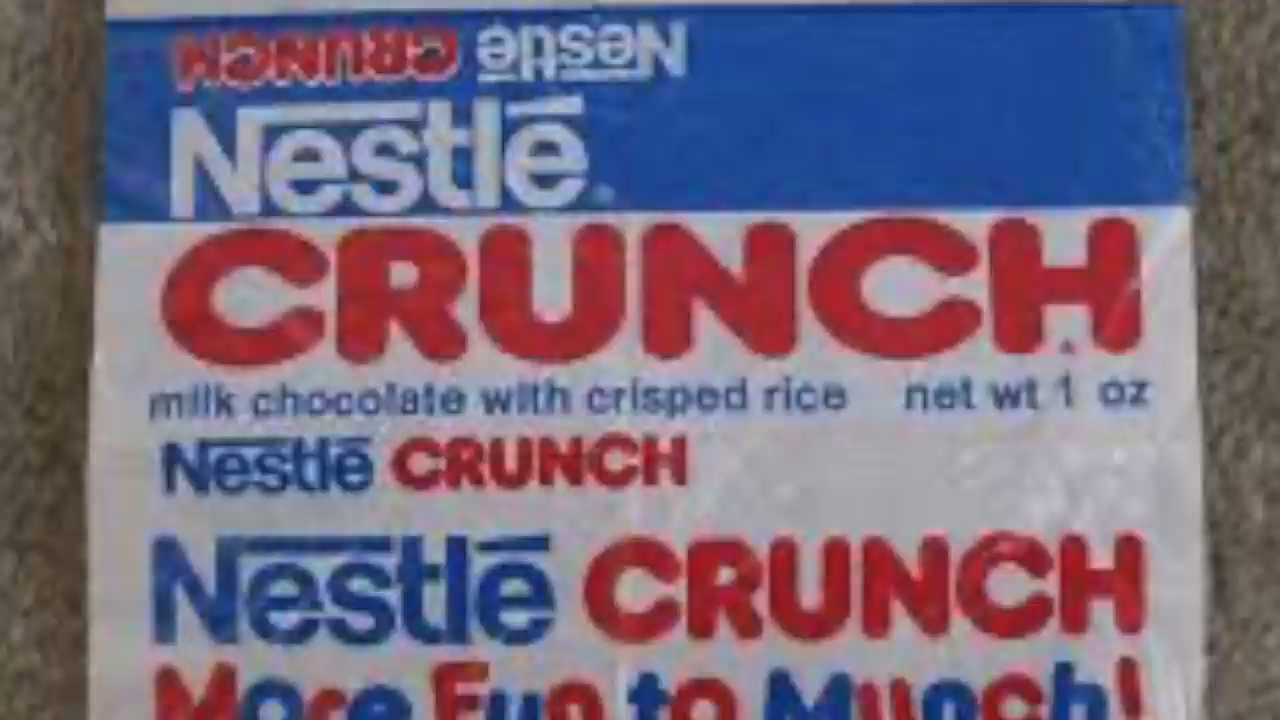 Nestlé CRUNCH
Nestlé
CRUNCH
milk chocolate with crisped rice net wt 1 oz
Nestlé CRUNCH
Nestlé CRUNCH
More Fun to Munch!